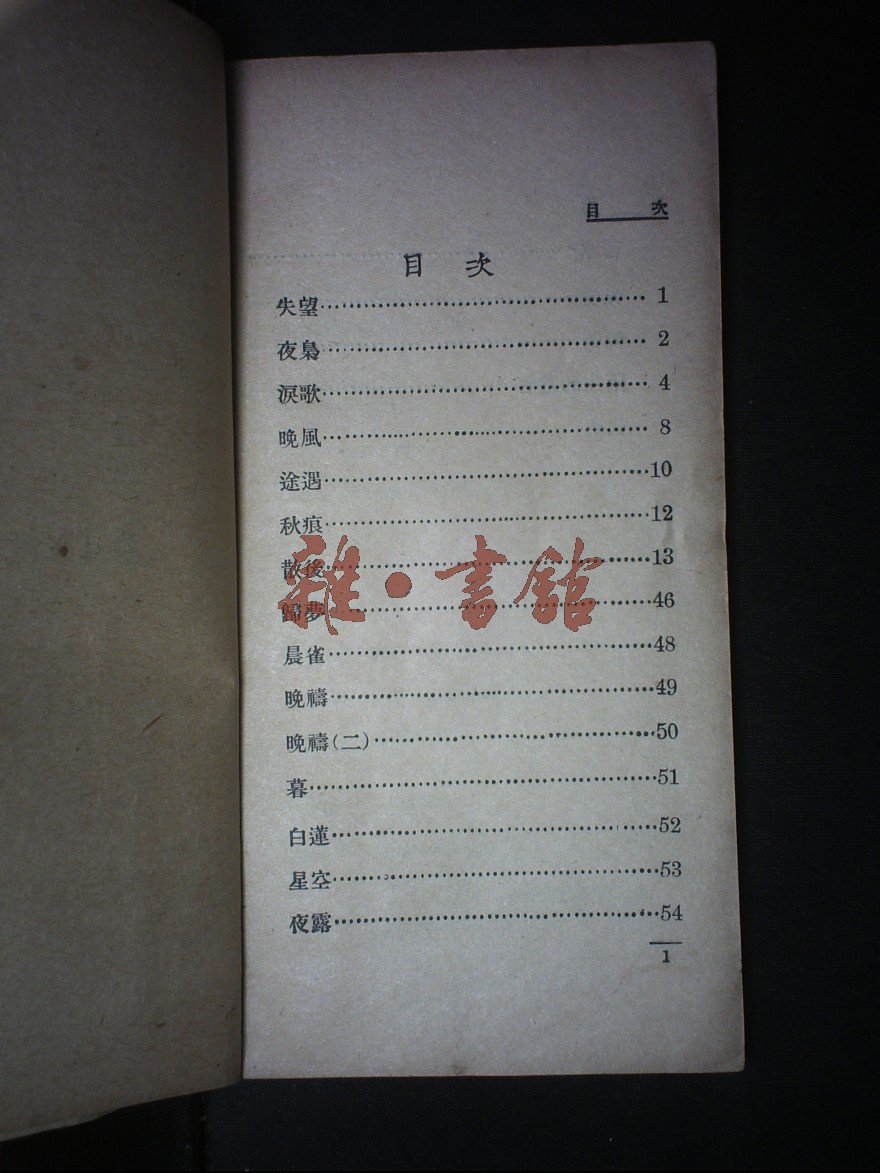 目 次
目 次
失望…………………………………… 1
夜梟…………………………………… 2
淚歌…………………………………… 4
晚風…………………………………… 8
途遇……………………………………10
秋痕……………………………………12
散後……………………………………13
雜·書館
歸夢……………………………………46
晨雀……………………………………48
晚禱……………………………………49
晚禱(二)………………………………50
暮………………………………………51
白蓮……………………………………52
星空……………………………………53
夜露……………………………………54
1